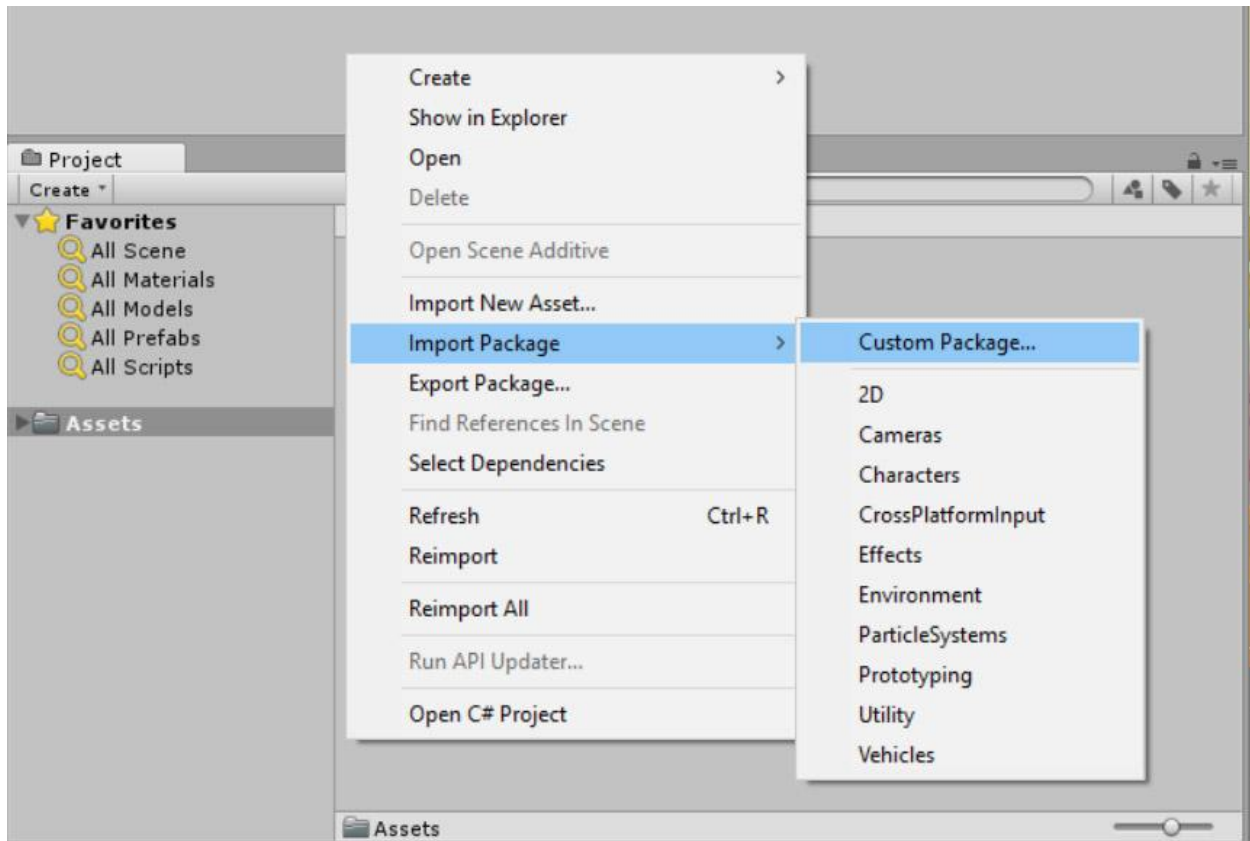 Project
Create
Favorites
All Scene
All Materials
All Models
All Prefabs
All Scripts
Assets
Create
Show in Explorer
Open
Delete
Open Scene Additive
Import New Asset...
Import Package
Export Package...
Find References In Scene
Select Dependencies
Refresh Ctrl+R
Reimport
Reimport All
Run API Updater...
Open C# Project
Custom Package...
2D
Cameras
Characters
CrossPlatformInput
Effects
Environment
ParticleSystems
Prototyping
Utility
Vehicles
Assets